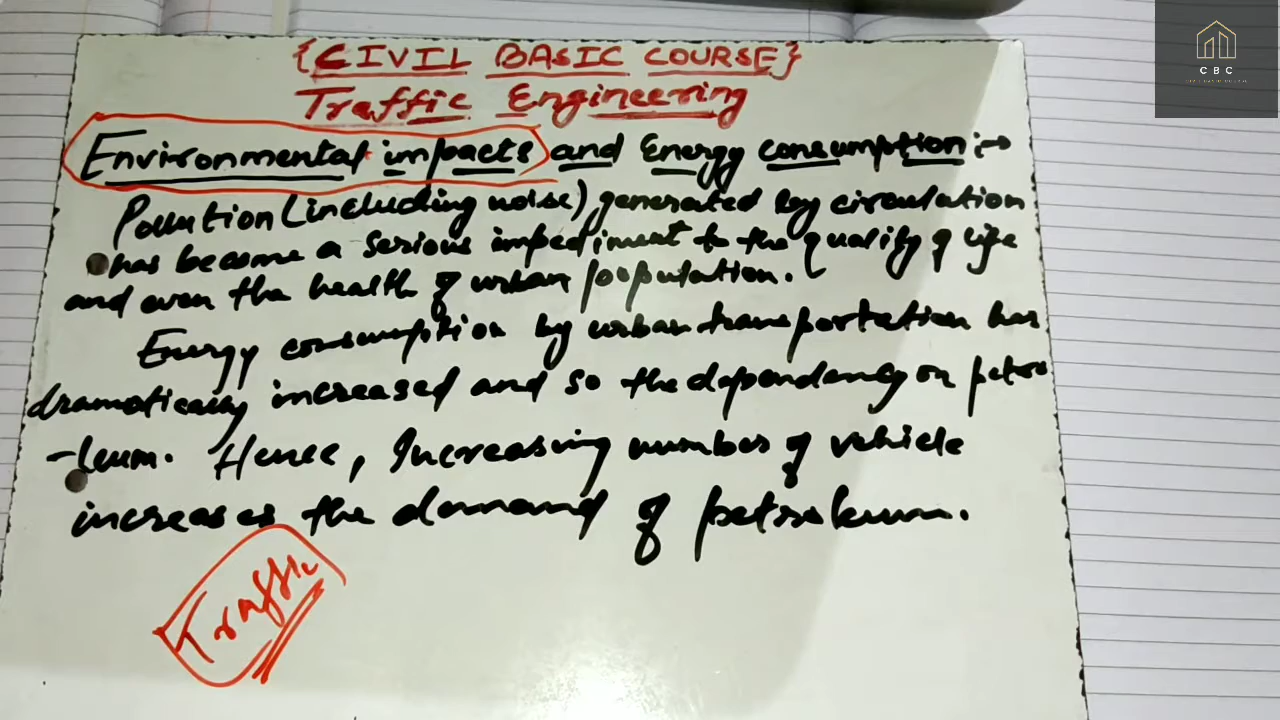 {CIVIL BASIC COURSE}
Traffic Engineering
Environmental impacts and Energy consumption :→
Pollution (including noise) generated by circulation
has become a serious impediment to the quality of life
and even the health of urban poopulation.
Energy consumption by urban transportation has
dramatically increased and so the dependency on petro
-leum. Hence, Increasing number of vehicle
increases the demand of petroleum.
Traffic
CBC